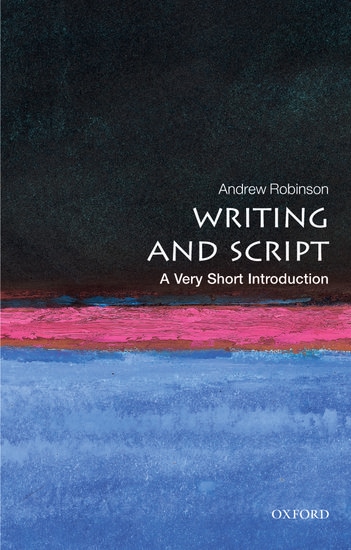 Andrew Robinson
WRITING
AND SCRIPT
A Very Short Introduction
OXFORD